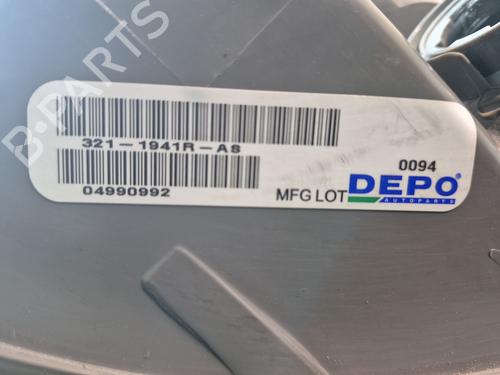 B-PARTS
321-1941R-AS
04990992
0094
MFG LOT
DEPO®
AUTOPARTS